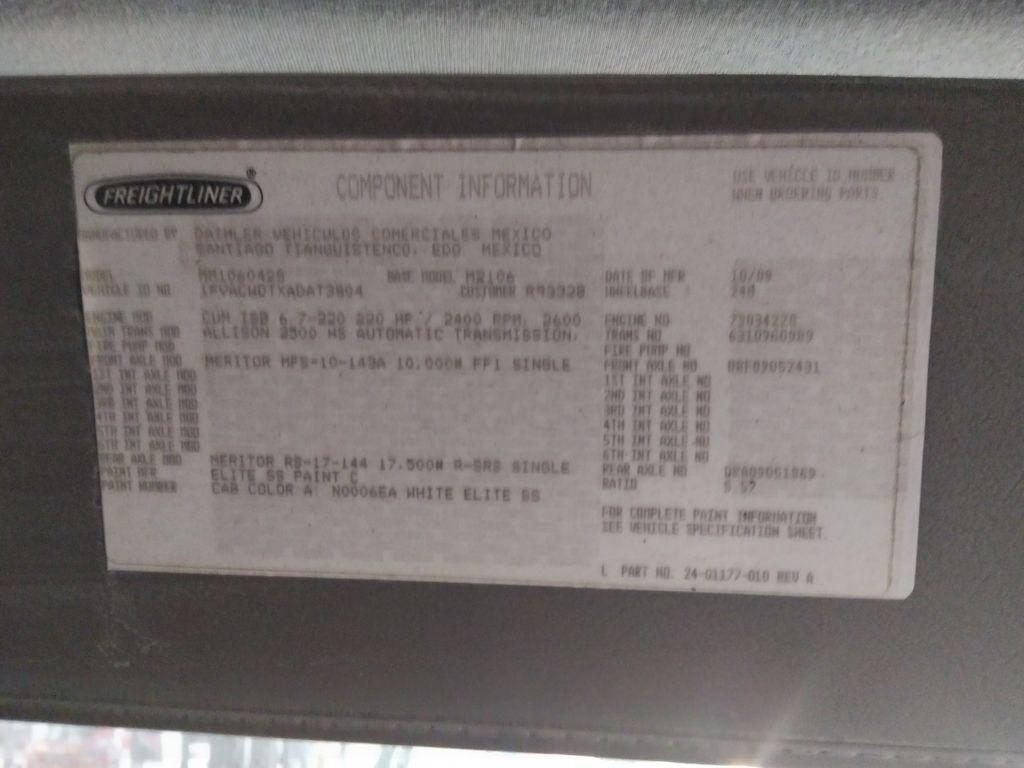 FREIGHTLINER®
COMPONENT INFORMATION
USE VEHICLE ID NUMBER
WHEN ORDERING PARTS
MANUFACTURED BY DAIMLER VEHICULOS COMERCIALES MEXICO
SANTIAGO TIANGUISTENCO, EDO. MEXICO
MODEL MM106042S BASE MODEL M2106 DATE OF MFR 10/09
VEHICLE ID NO. CUSTOMER WHEELBASE 248
ENGINE MOD CUM ISB 6.7-220 220 HP / 2400 RPM, 2600 ENGINE NO
MAIN TRANS MOD ALLISON 2500 HS AUTOMATIC TRANSMISSION, TRANS NO
FIRE PUMP MOD FIRE PUMP NO
FRONT AXLE MOD MERITOR MFS-10-143A 10,000# FF1 SINGLE FRONT AXLE NO
1ST INT AXLE MOD 1ST INT AXLE NO
2ND INT AXLE MOD 2ND INT AXLE NO
3RD INT AXLE MOD 3RD INT AXLE NO
4TH INT AXLE MOD 4TH INT AXLE NO
5TH INT AXLE MOD 5TH INT AXLE NO
6TH INT AXLE MOD 6TH INT AXLE NO
REAR AXLE MOD MERITOR RS-17-144 17,500# R-SRS SINGLE REAR AXLE NO
PAINT MFR ELITE SS PAINT C RATIO 5.57
PAINT NUMBER CAB COLOR A: N0006EA WHITE ELITE SS
FOR COMPLETE PAINT INFORMATION
SEE VEHICLE SPECIFICATION SHEET.
L PART NO. 24-01177-010 REV A